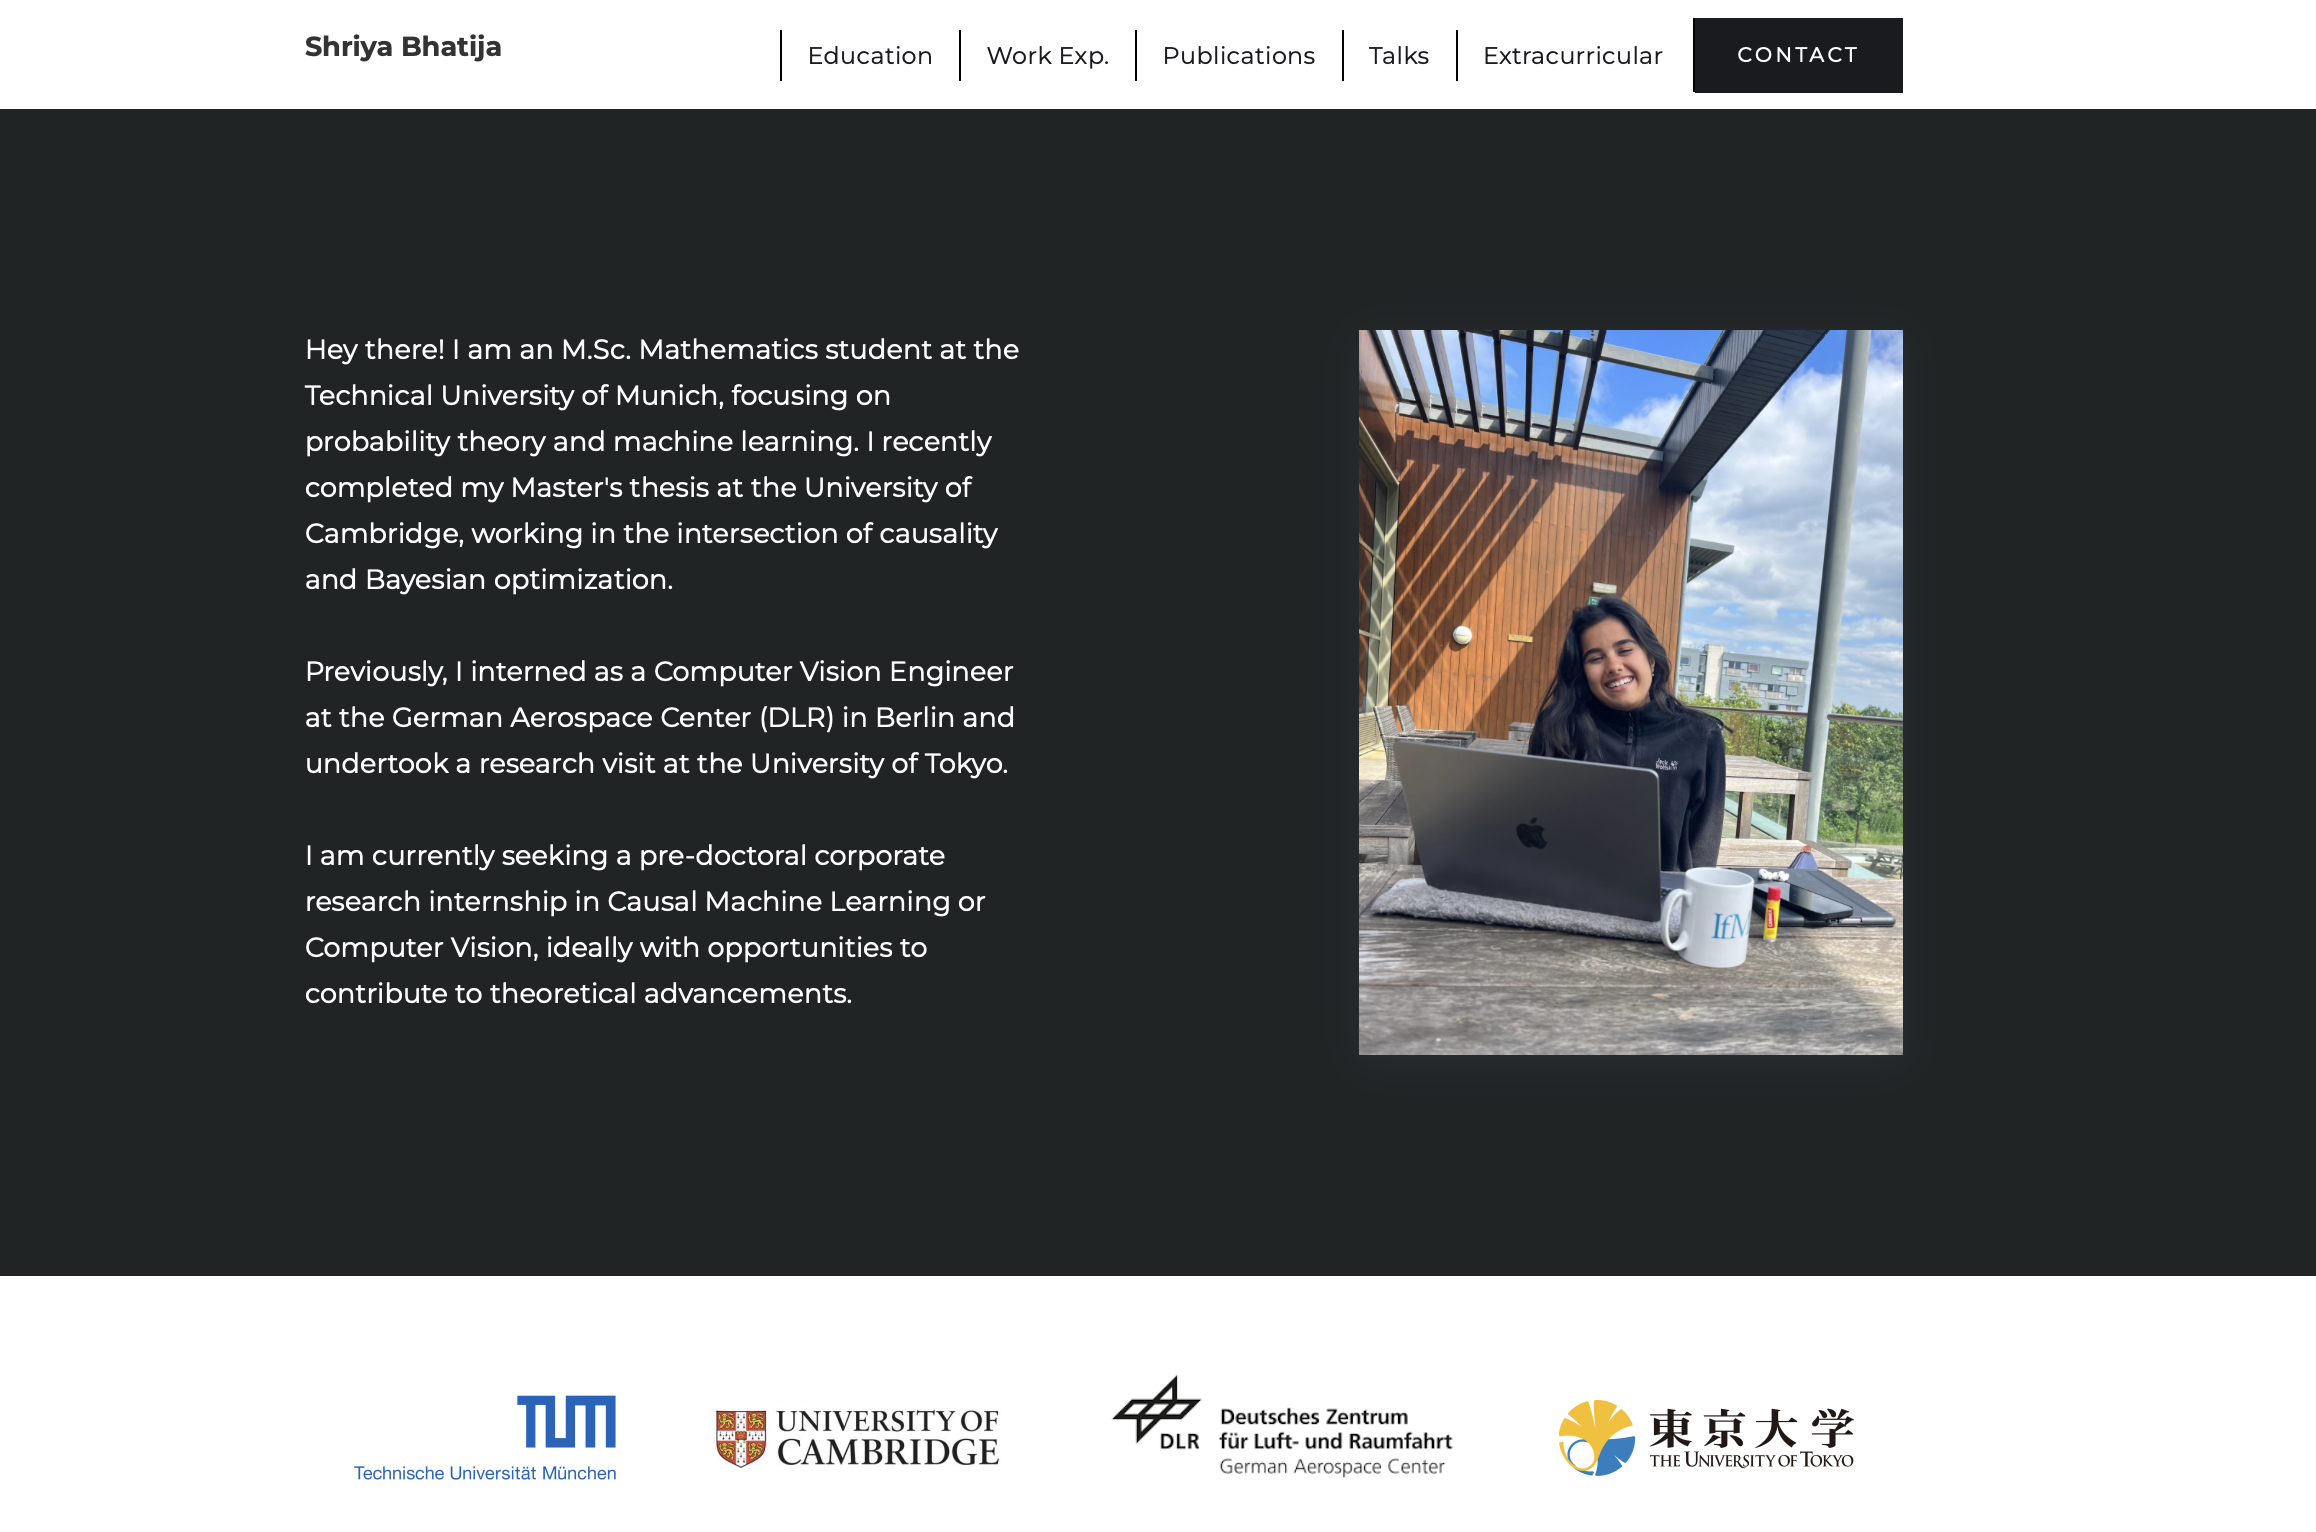 Shriya Bhatija
Education
Work Exp.
Publications
Talks
Extracurricular
CONTACT
Hey there! I am an M.Sc. Mathematics student at the
Technical University of Munich, focusing on
probability theory and machine learning. I recently
completed my Master's thesis at the University of
Cambridge, working in the intersection of causality
and Bayesian optimization.
Previously, I interned as a Computer Vision Engineer
at the German Aerospace Center (DLR) in Berlin and
undertook a research visit at the University of Tokyo.
I am currently seeking a pre-doctoral corporate
research internship in Causal Machine Learning or
Computer Vision, ideally with opportunities to
contribute to theoretical advancements.
Jack
Wolfskin
IfM
TUM
Technische Universität München
UNIVERSITY OF
CAMBRIDGE
DLR
Deutsches Zentrum
für Luft- und Raumfahrt
German Aerospace Center
東京大学
THE UNIVERSITY OF TOKYO